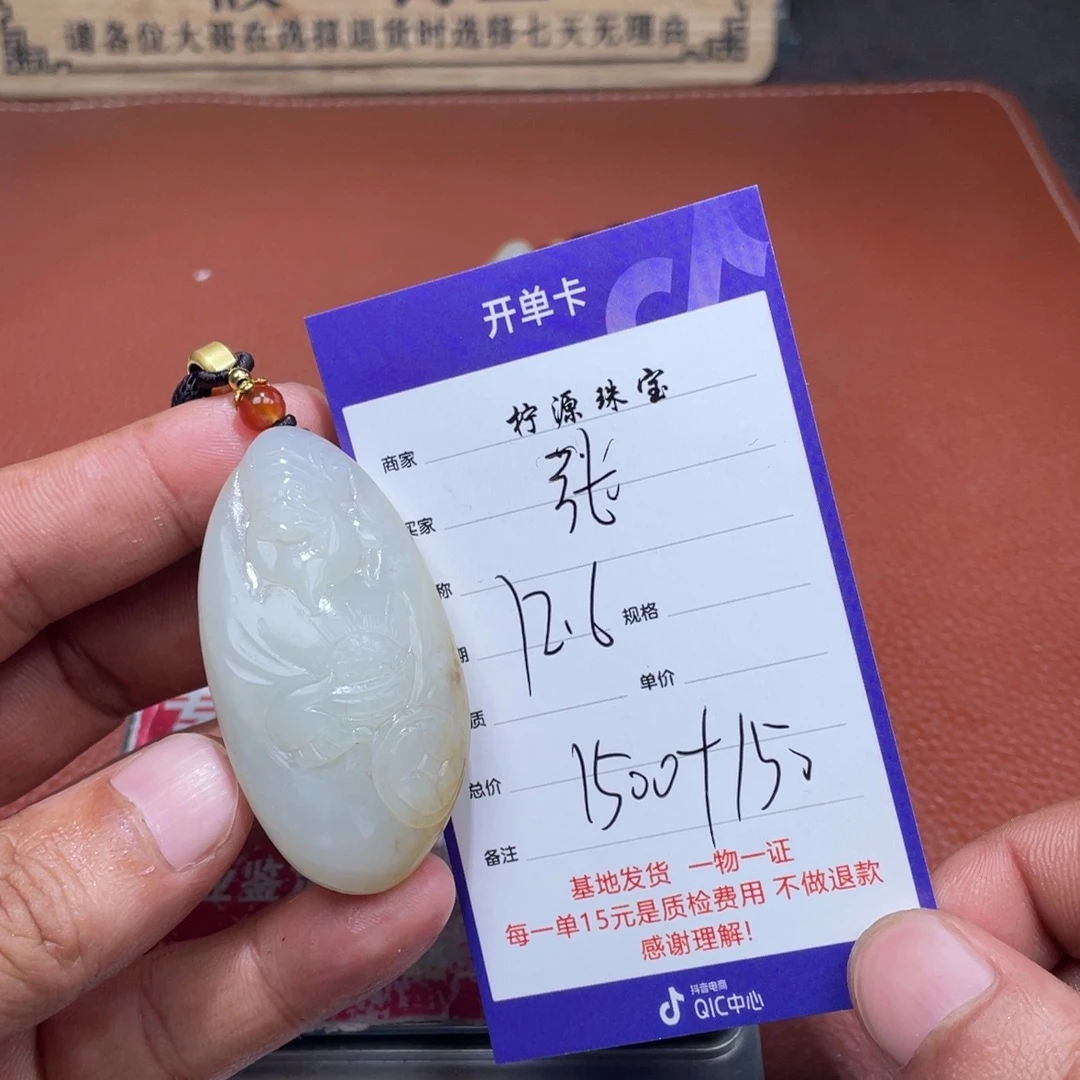 請各位大哥在选择退货时选择七天无理由
开单卡
柠源珠宝
商家
张
买家
称
12.6 规格
期
单价
质
总价 1500+150
备注
基地发货 一物一证
每一单15元是质检费用 不做退款
感谢理解!
抖音电商
QIC中心